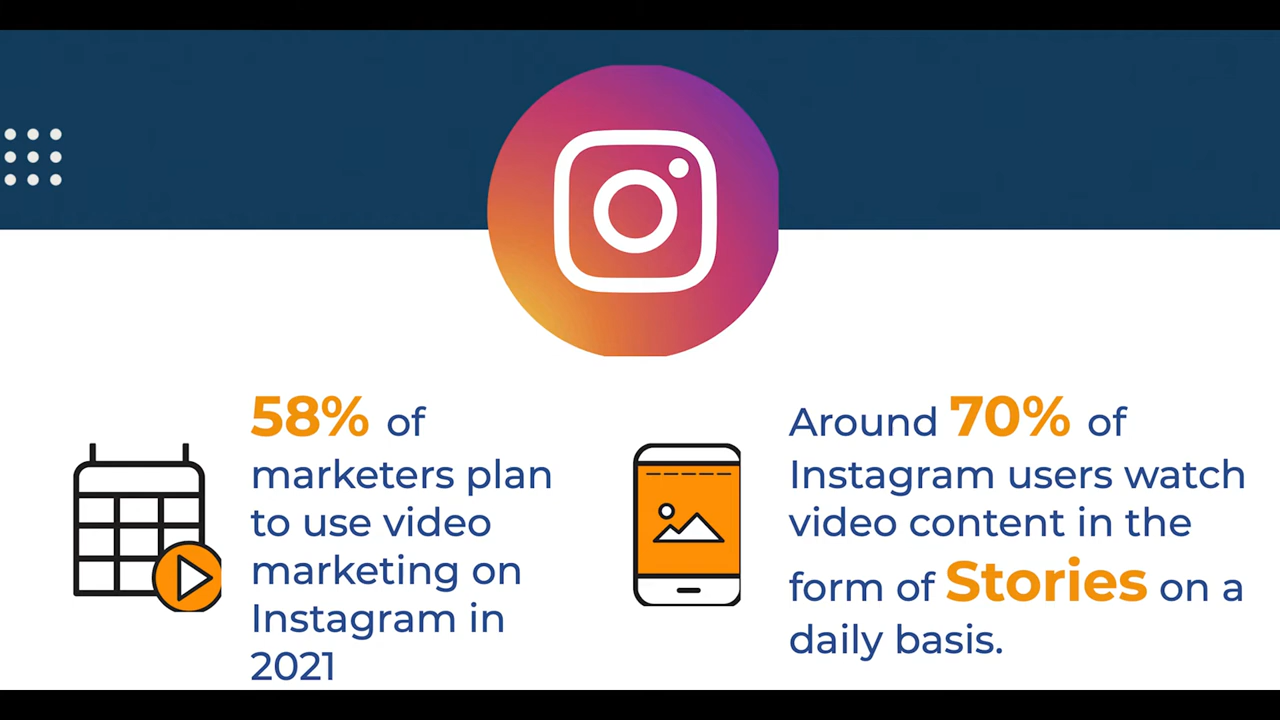 58% of
marketers plan
to use video
marketing on
Instagram in
2021
Around 70% of
Instagram users watch
video content in the
form of Stories on a
daily basis.